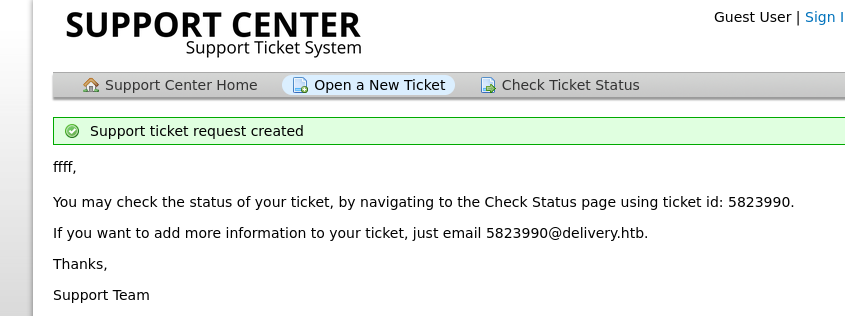 SUPPORT CENTER
Support Ticket System
Guest User | Sign I
Support Center Home Open a New Ticket Check Ticket Status
Support ticket request created
ffff,
You may check the status of your ticket, by navigating to the Check Status page using ticket id: 5823990.
If you want to add more information to your ticket, just email 5823990@delivery.htb.
Thanks,
Support Team